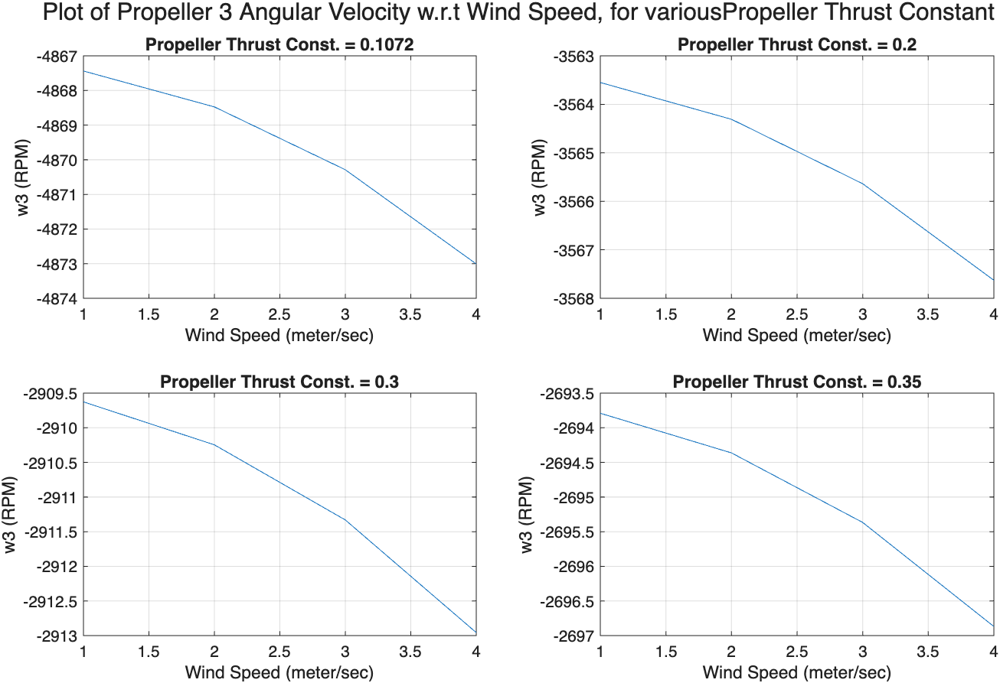 Plot of Propeller 3 Angular Velocity w.r.t Wind Speed, for variousPropeller Thrust Constant
Propeller Thrust Const. = 0.1072
-4867
-4868
-4869
-4870
-4871
-4872
-4873
-4874
w3 (RPM)
1 1.5 2 2.5 3 3.5 4
Wind Speed (meter/sec)
Propeller Thrust Const. = 0.2
-3563
-3564
-3565
-3566
-3567
-3568
w3 (RPM)
1 1.5 2 2.5 3 3.5 4
Wind Speed (meter/sec)
Propeller Thrust Const. = 0.3
-2909.5
-2910
-2910.5
-2911
-2911.5
-2912
-2912.5
-2913
w3 (RPM)
1 1.5 2 2.5 3 3.5 4
Wind Speed (meter/sec)
Propeller Thrust Const. = 0.35
-2693.5
-2694
-2694.5
-2695
-2695.5
-2696
-2696.5
-2697
w3 (RPM)
1 1.5 2 2.5 3 3.5 4
Wind Speed (meter/sec)